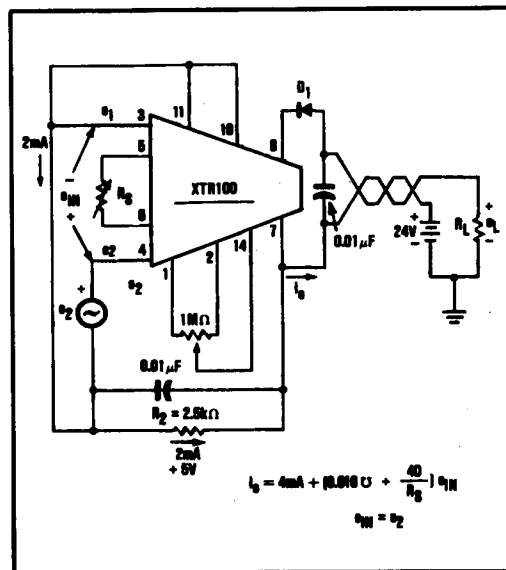 D1
11
10
e1
3
8
2mA
5
−
eIN
RS
XTR100
+
6
0.01μF
24V
+
−
RL
+
eL
−
e2
4
7
14
2
1
e2
io
+
e2
1MΩ
0.01μF
R2 = 2.5kΩ
2mA
+ 5V
io = 4mA + (0.016 ℧ + 40/RS) eIN
eIN = e2